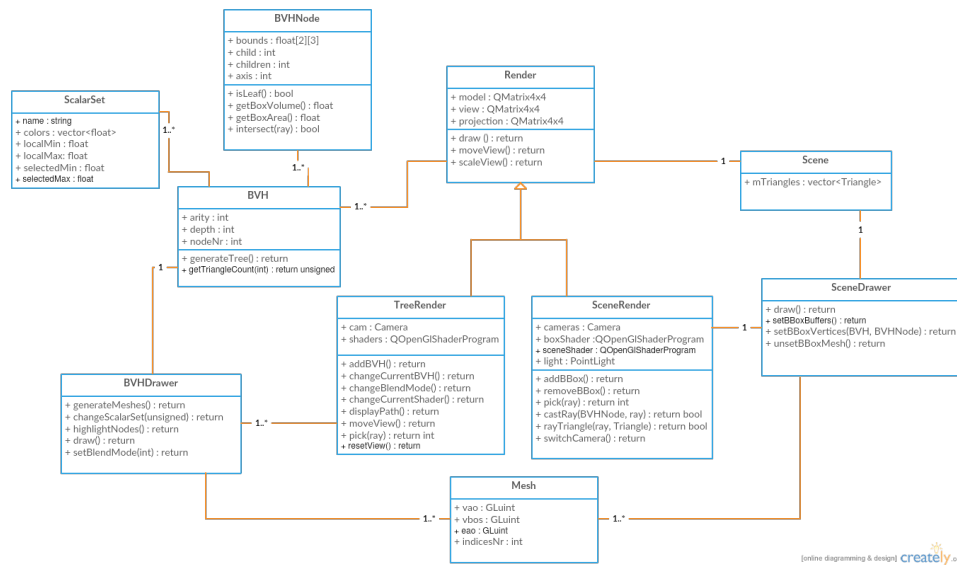 BVHNode
+ bounds : float[2][3]
+ child : int
+ children : int
+ axis : int
+ isLeaf() : bool
+ getBoxVolume() : float
+ getBoxArea() : float
+ intersect(ray) : bool
ScalarSet
+ name : string
+ colors : vector<float>
+ localMin : float
+ localMax: float
+ selectedMin : float
+ selectedMax : float
1..*
1..*
Render
+ model : QMatrix4x4
+ view : QMatrix4x4
+ projection : QMatrix4x4
+ draw () : return
+ moveView() : return
+ scaleView() : return
1
Scene
+ mTriangles : vector<Triangle>
BVH
+ arity : int
+ depth : int
+ nodeNr : int
+ generateTree() : return
+ getTriangleCount(int) : return unsigned
1..*
1
1
SceneDrawer
+ draw() : return
+ setBBoxBuffers() : return
+ setBBoxVertices(BVH, BVHNode) : return
+ unsetBBoxMesh() : return
TreeRender
+ cam : Camera
+ shaders : QOpenGlShaderProgram
+ addBVH() : return
+ changeCurrentBVH() : return
+ changeBlendMode() : return
+ changeCurrentShader() : return
+ displayPath() : return
+ moveView() : return
+ pick(ray) : return int
+ resetView() : return
SceneRender
+ cameras : Camera
+ boxShader :QOpenGlShaderProgram
+ sceneShader : QOpenGlShaderProgram
+ light : PointLight
+ addBBox() : return
+ removeBBox() : return
+ pick(ray) : return int
+ castRay(BVHNode, ray) : return bool
+ rayTriangle(ray, Triangle) : return bool
+ switchCamera() : return
1
BVHDrawer
+ generateMeshes() : return
+ changeScalarSet(unsigned) : return
+ highlightNodes() : return
+ draw() : return
+ setBlendMode(int) : return
1..*
Mesh
+ vao : GLuint
+ vbos : GLuint
+ eao : GLuint
+ indicesNr : int
1..*
1..*
[online diagramming & design] creately.co